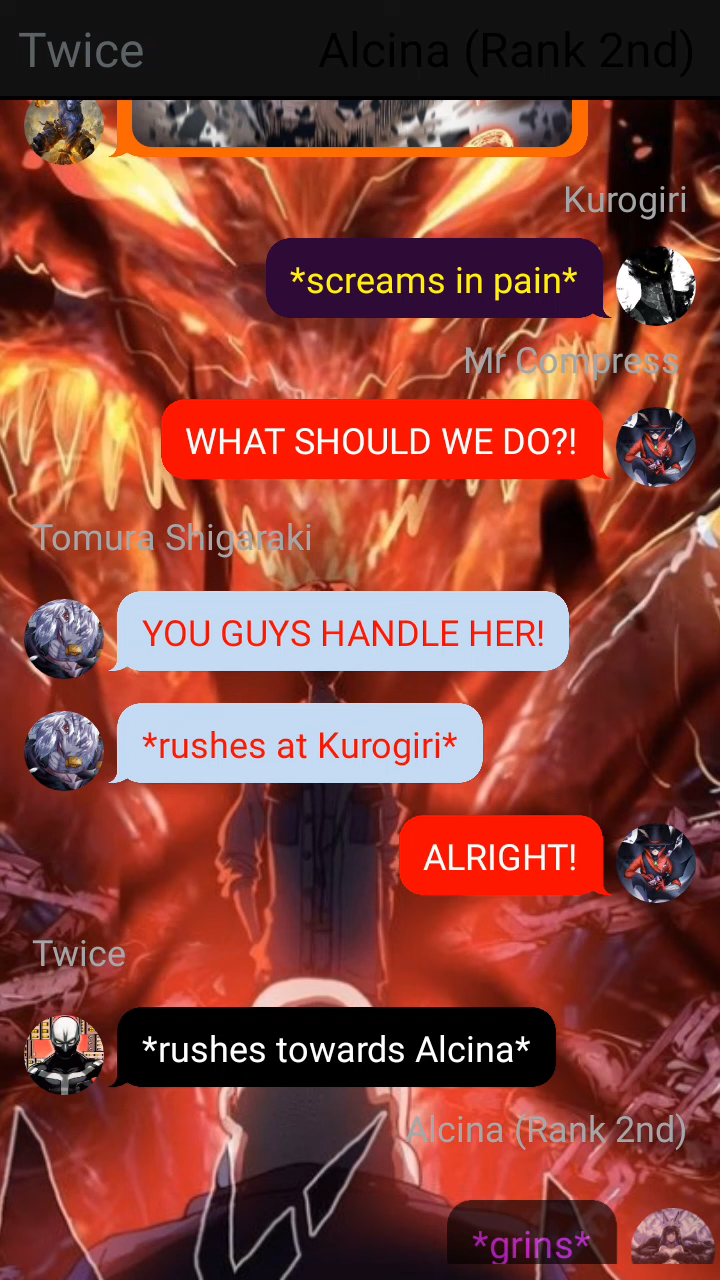 Twice
Alcina (Rank 2nd)
Kurogiri
*screams in pain*
Mr Compress
WHAT SHOULD WE DO?!
Tomura Shigaraki
YOU GUYS HANDLE HER!
*rushes at Kurogiri*
ALRIGHT!
Twice
*rushes towards Alcina*
Alcina (Rank 2nd)
*grins*